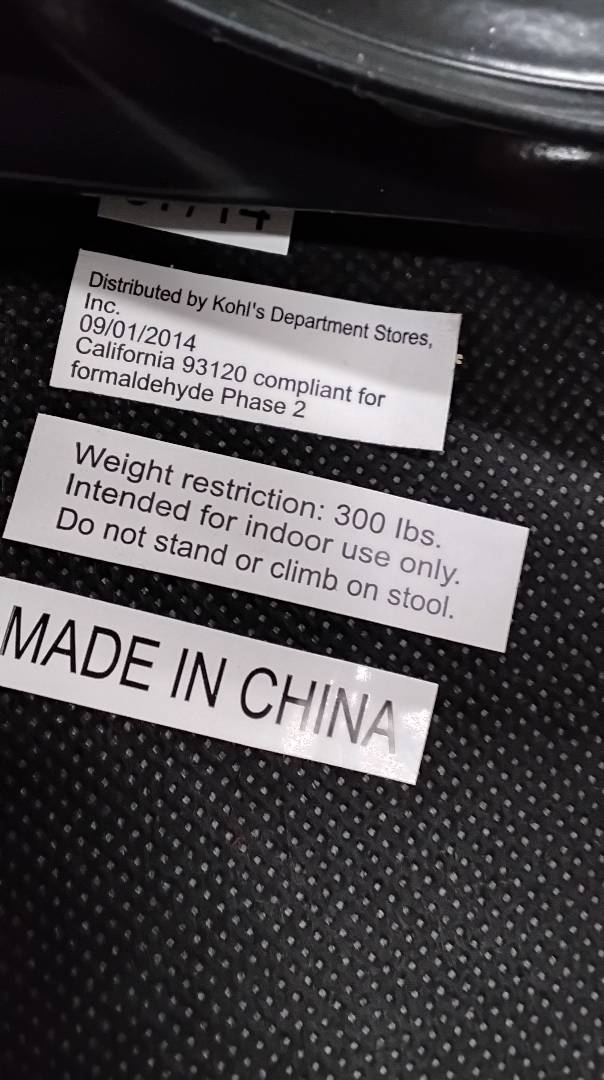 Distributed by Kohl's Department Stores,
Inc.
09/01/2014
California 93120 compliant for
formaldehyde Phase 2
Weight restriction: 300 lbs.
Intended for indoor use only.
Do not stand or climb on stool.
MADE IN CHINA